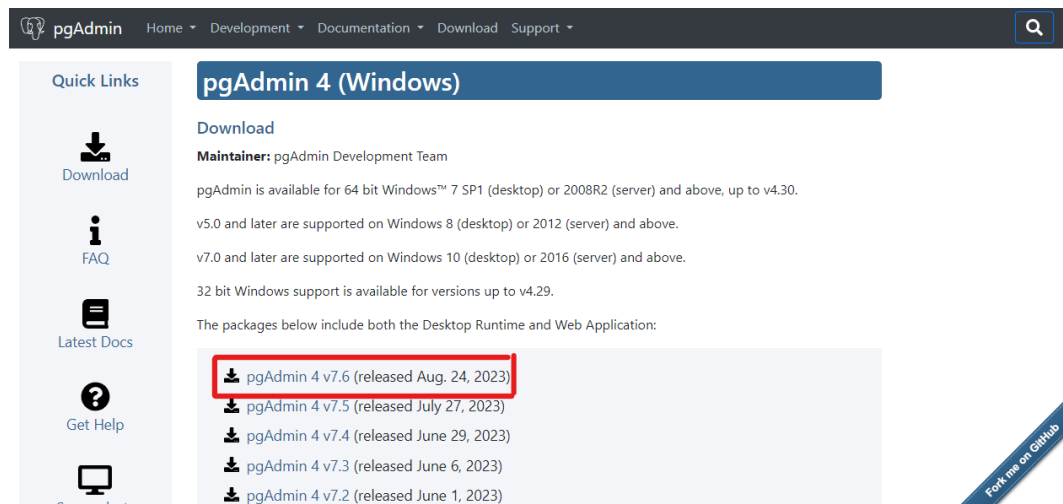 pgAdmin Home Development Documentation Download Support
Quick Links
Download
FAQ
Latest Docs
Get Help
pgAdmin 4 (Windows)
Download
Maintainer: pgAdmin Development Team
pgAdmin is available for 64 bit Windows™ 7 SP1 (desktop) or 2008R2 (server) and above, up to v4.30.
v5.0 and later are supported on Windows 8 (desktop) or 2012 (server) and above.
v7.0 and later are supported on Windows 10 (desktop) or 2016 (server) and above.
32 bit Windows support is available for versions up to v4.29.
The packages below include both the Desktop Runtime and Web Application:
pgAdmin 4 v7.6 (released Aug. 24, 2023)
pgAdmin 4 v7.5 (released July 27, 2023)
pgAdmin 4 v7.4 (released June 29, 2023)
pgAdmin 4 v7.3 (released June 6, 2023)
pgAdmin 4 v7.2 (released June 1, 2023)
Fork me on GitHub